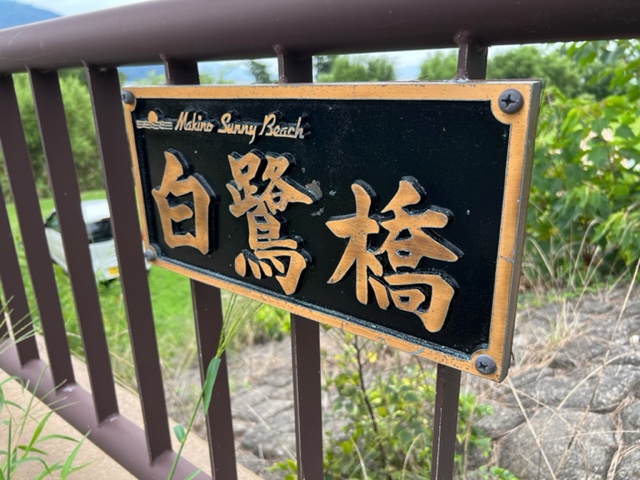 Makino Sunny Beach
白鷺橋